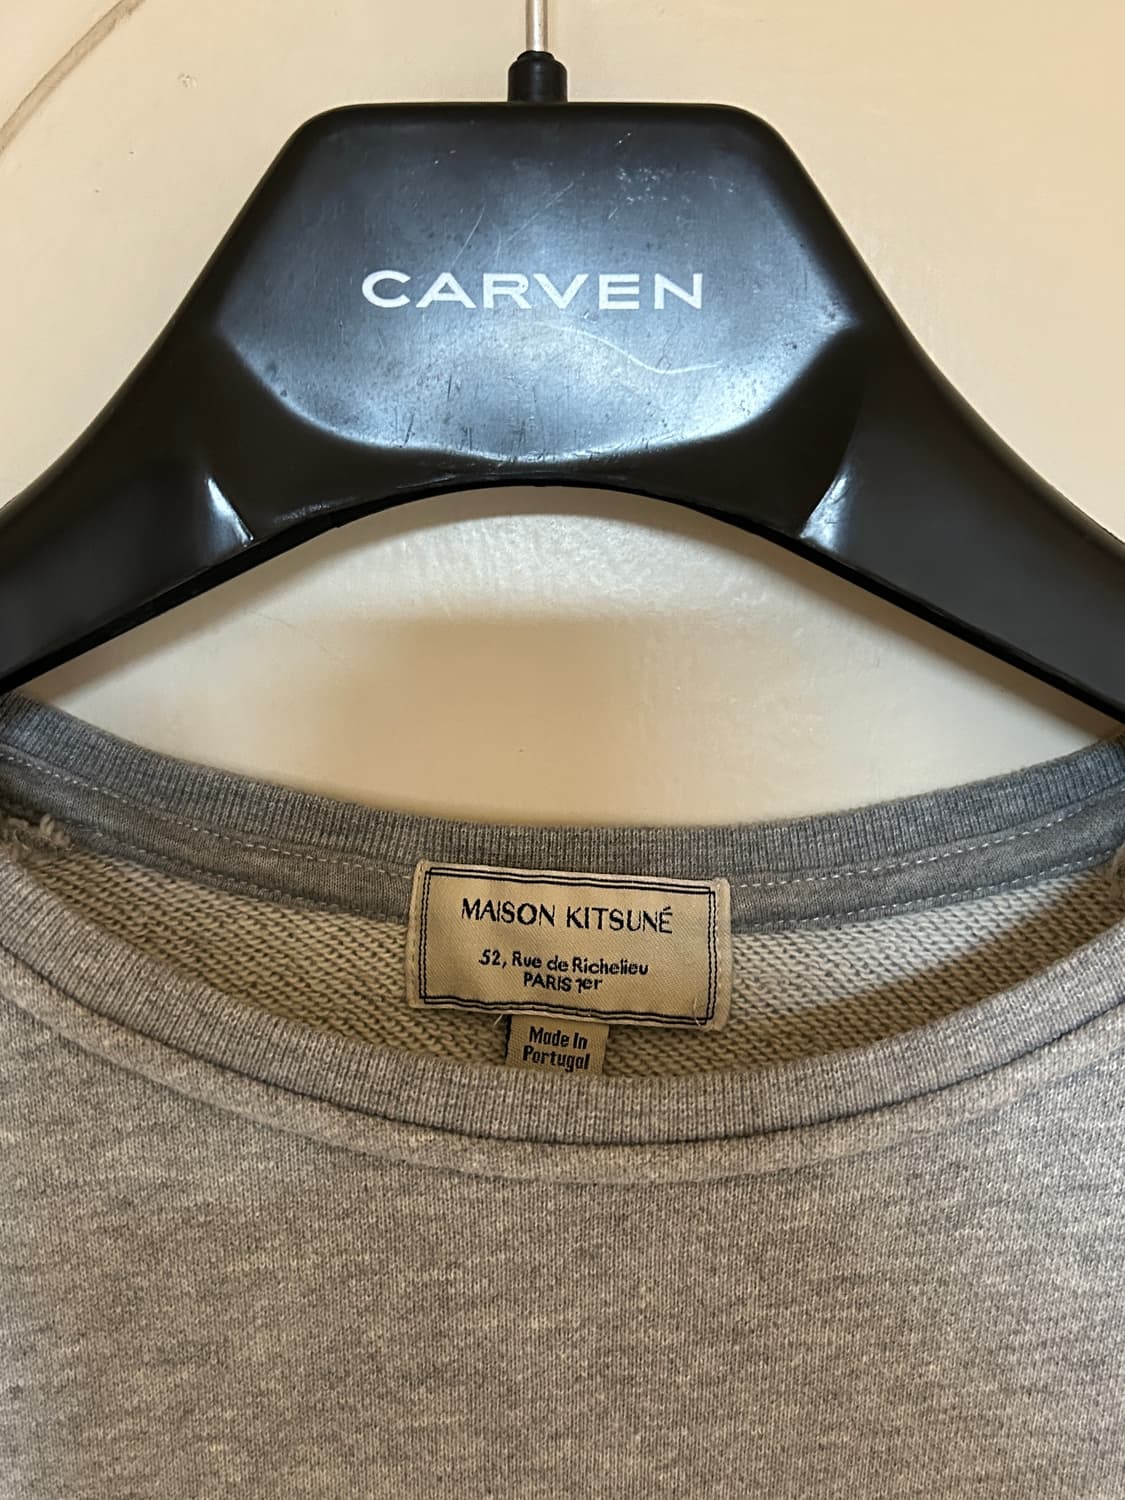 CARVEN
MAISON KITSUNÉ
52, Rue de Richelieu
PARIS 1er
Made In
Portugal